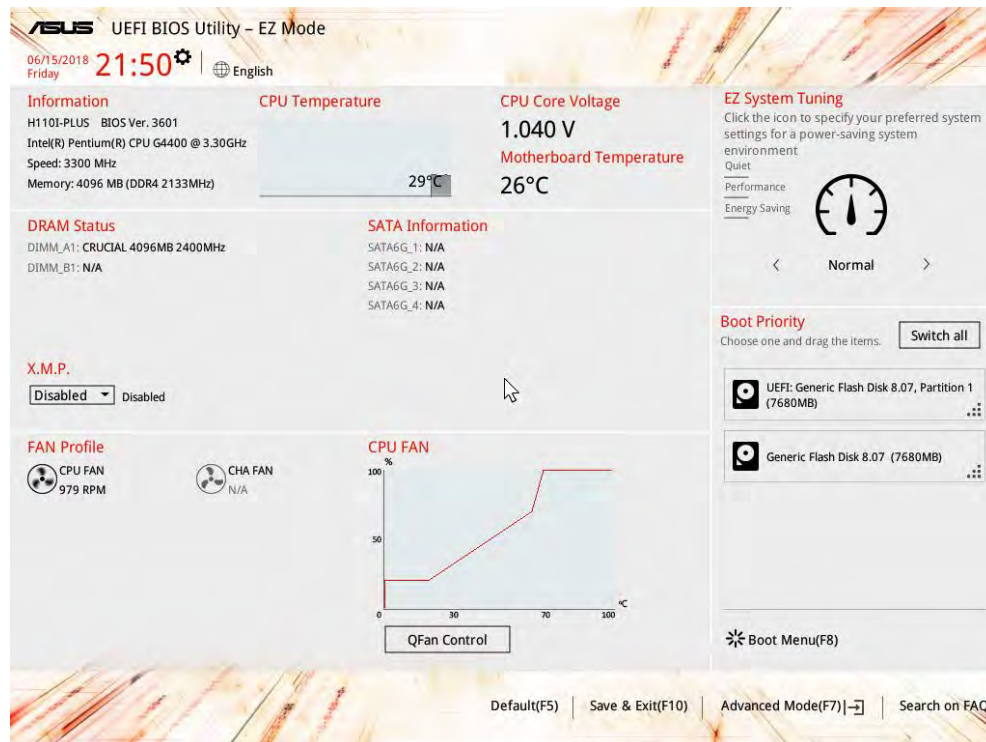 ASUS UEFI BIOS Utility – EZ Mode
06/15/2018
Friday
21:50
English
Information
H110I-PLUS BIOS Ver. 3601
Intel(R) Pentium(R) CPU G4400 @ 3.30GHz
Speed: 3300 MHz
Memory: 4096 MB (DDR4 2133MHz)
CPU Temperature
29°C
CPU Core Voltage
1.040 V
Motherboard Temperature
26°C
EZ System Tuning
Click the icon to specify your preferred system
settings for a power-saving system
environment
Quiet
Performance
Energy Saving
Normal
DRAM Status
DIMM_A1: CRUCIAL 4096MB 2400MHz
DIMM_B1: N/A
SATA Information
SATA6G_1: N/A
SATA6G_2: N/A
SATA6G_3: N/A
SATA6G_4: N/A
X.M.P.
Disabled Disabled
Boot Priority
Choose one and drag the items.
Switch all
UEFI: Generic Flash Disk 8.07, Partition 1
(7680MB)
Generic Flash Disk 8.07 (7680MB)
FAN Profile
CPU FAN
979 RPM
CHA FAN
N/A
CPU FAN
%
100
50
0 30 70 100
°C
QFan Control
Boot Menu(F8)
Default(F5) Save & Exit(F10) Advanced Mode(F7) Search on FAQ